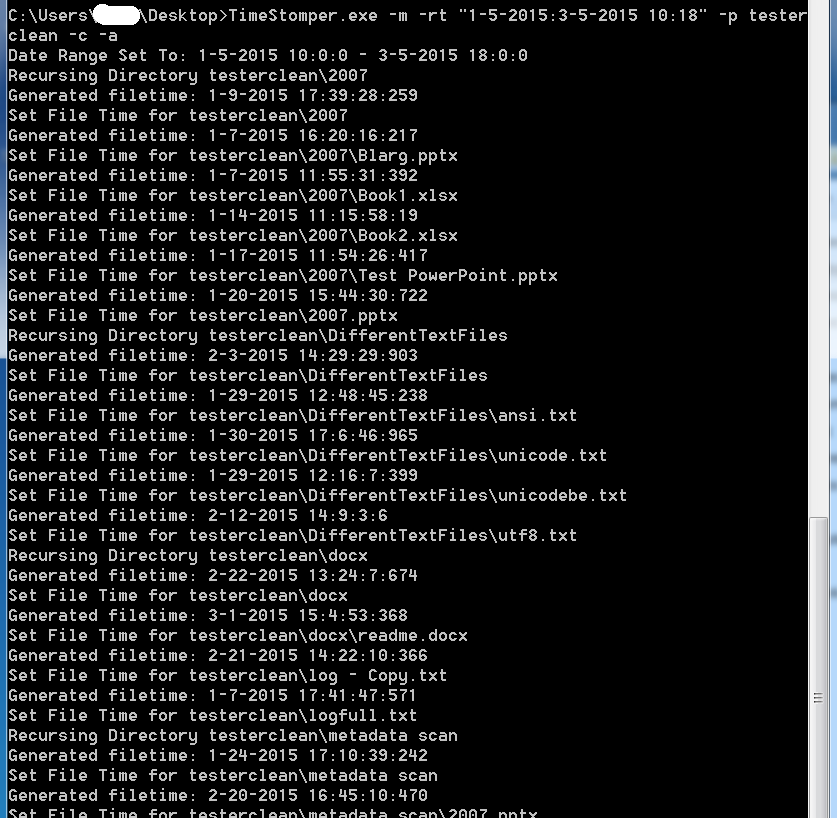 C:\Users\ \Desktop>TimeStomper.exe -m -rt "1-5-2015:3-5-2015 10:18" -p tester
clean -c -a
Date Range Set To: 1-5-2015 10:0:0 - 3-5-2015 18:0:0
Recursing Directory testerclean\2007
Generated filetime: 1-9-2015 17:39:28:259
Set File Time for testerclean\2007
Generated filetime: 1-7-2015 16:20:16:217
Set File Time for testerclean\2007\Blarg.pptx
Generated filetime: 1-7-2015 11:55:31:392
Set File Time for testerclean\2007\Book1.xlsx
Generated filetime: 1-14-2015 11:15:58:19
Set File Time for testerclean\2007\Book2.xlsx
Generated filetime: 1-17-2015 11:54:26:417
Set File Time for testerclean\2007\Test PowerPoint.pptx
Generated filetime: 1-20-2015 15:44:30:722
Set File Time for testerclean\2007.pptx
Recursing Directory testerclean\DifferentTextFiles
Generated filetime: 2-3-2015 14:29:29:903
Set File Time for testerclean\DifferentTextFiles
Generated filetime: 1-29-2015 12:48:45:238
Set File Time for testerclean\DifferentTextFiles\ansi.txt
Generated filetime: 1-30-2015 17:6:46:965
Set File Time for testerclean\DifferentTextFiles\unicode.txt
Generated filetime: 1-29-2015 12:16:7:399
Set File Time for testerclean\DifferentTextFiles\unicodebe.txt
Generated filetime: 2-12-2015 14:9:3:6
Set File Time for testerclean\DifferentTextFiles\utf8.txt
Recursing Directory testerclean\docx
Generated filetime: 2-22-2015 13:24:7:674
Set File Time for testerclean\docx
Generated filetime: 3-1-2015 15:4:53:368
Set File Time for testerclean\docx\readme.docx
Generated filetime: 2-21-2015 14:22:10:366
Set File Time for testerclean\log - Copy.txt
Generated filetime: 1-7-2015 17:41:47:571
Set File Time for testerclean\logfull.txt
Recursing Directory testerclean\metadata scan
Generated filetime: 1-24-2015 17:10:39:242
Set File Time for testerclean\metadata scan
Generated filetime: 2-20-2015 16:45:10:470
Set File Time for testerclean\metadata scan\2007.pptx